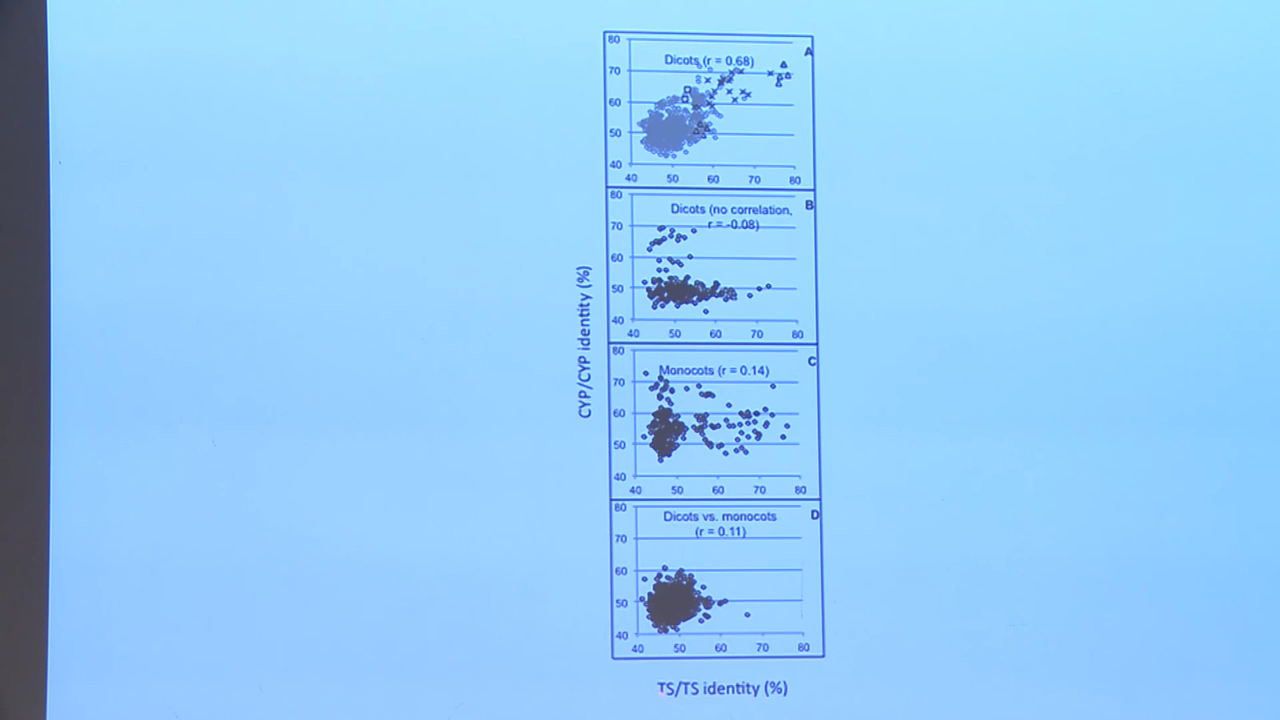 CYP/CYP identity (%)
A
Dicots (r = 0.68)
80
70
60
50
40
40 50 60 70 80
B
Dicots (no correlation,
r = -0.08)
80
70
60
50
40
40 50 60 70 80
C
Monocots (r = 0.14)
80
70
60
50
40
40 50 60 70 80
D
Dicots vs. monocots
(r = 0.11)
80
70
60
50
40
40 50 60 70 80
TS/TS identity (%)